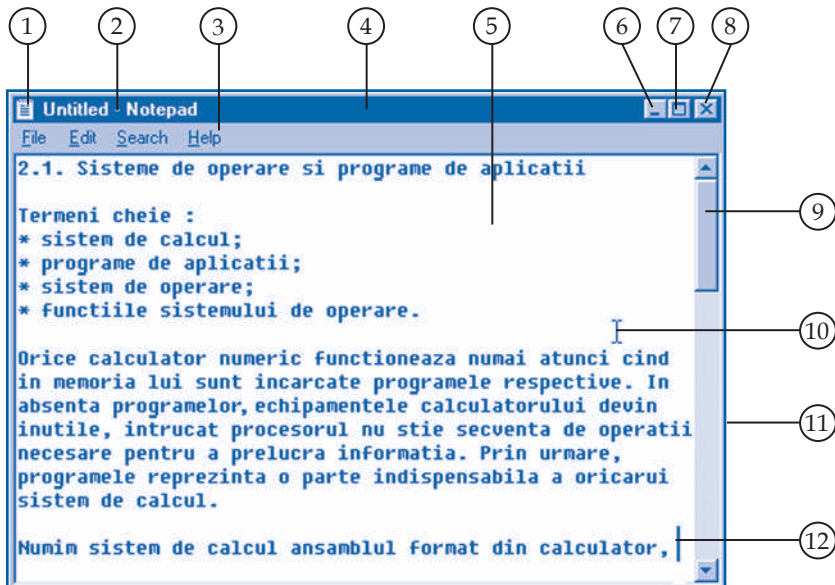 1 2 3 4 5 6 7 8
Untitled - Notepad
File Edit Search Help
2.1. Sisteme de operare si programe de aplicatii
Termeni cheie :
* sistem de calcul;
* programe de aplicatii;
* sistem de operare;
* functiile sistemului de operare.
9
10
Orice calculator numeric functioneaza numai atunci cind
in memoria lui sunt incarcate programele respective. In
absenta programelor, echipamentele calculatorului devin
inutile, intrucat procesorul nu stie secventa de operatii
necesare pentru a prelucra informatia. Prin urmare,
programele reprezinta o parte indispensabila a oricarui
sistem de calcul.
11
Numim sistem de calcul ansamblul format din calculator,
12